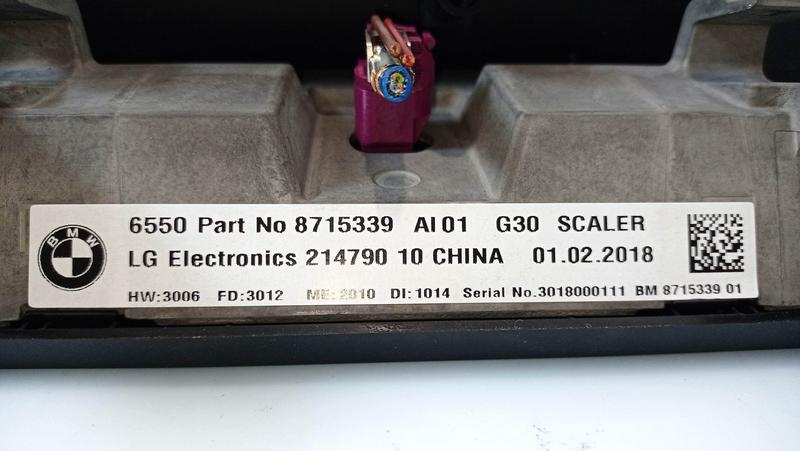 BMW
6550 Part No 8715339 AI 01 G30 SCALER
LG Electronics 214790 10 CHINA 01.02.2018
HW:3006 FD:3012 ME:2010 DI:1014 Serial No.3018000111 BM 8715339 01